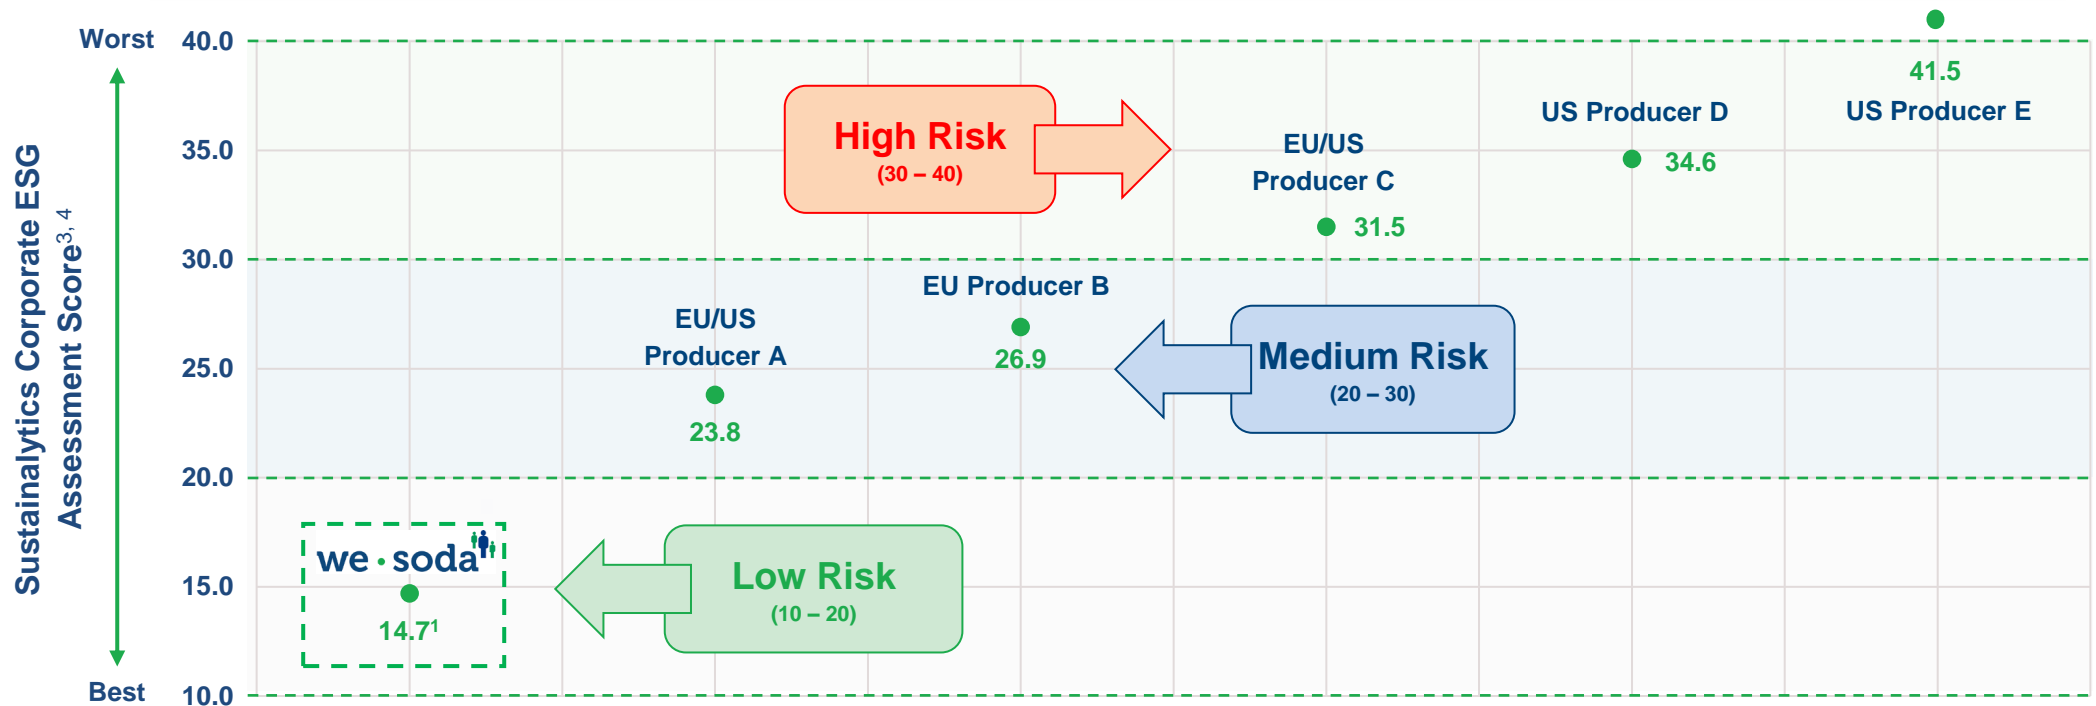 Sustainalytics Corporate ESG
Assessment Score3, 4
Worst
Best
40.0
35.0
30.0
25.0
20.0
15.0
10.0
41.5
US Producer E
US Producer D
34.6
High Risk
(30 – 40)
EU/US
Producer C
31.5
EU Producer B
26.9
EU/US
Producer A
23.8
Medium Risk
(20 – 30)
we·soda
14.71
Low Risk
(10 – 20)